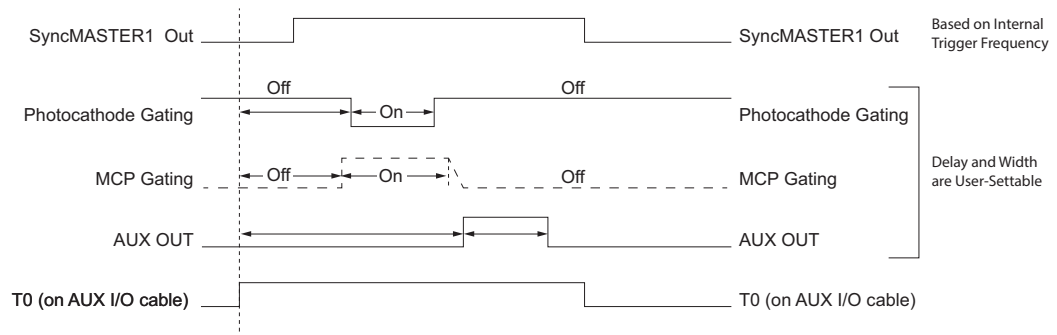 SyncMASTER1 Out
SyncMASTER1 Out
Based on Internal
Trigger Frequency
Off
Off
Photocathode Gating
On
Photocathode Gating
MCP Gating
Off
On
Off
MCP Gating
Delay and Width
are User-Settable
AUX OUT
AUX OUT
T0 (on AUX I/O cable)
T0 (on AUX I/O cable)